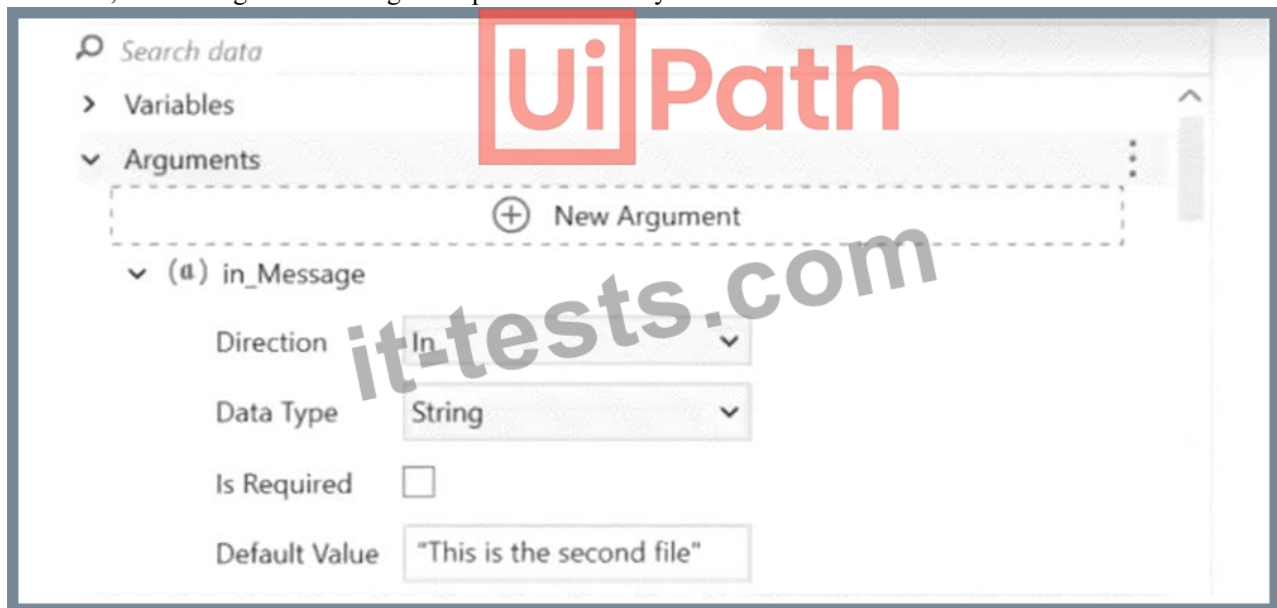 Search data
UiPath
Variables
Arguments
New Argument
(a) in_Message
it-tests.com
Direction In
Data Type String
Is Required
Default Value "This is the second file"